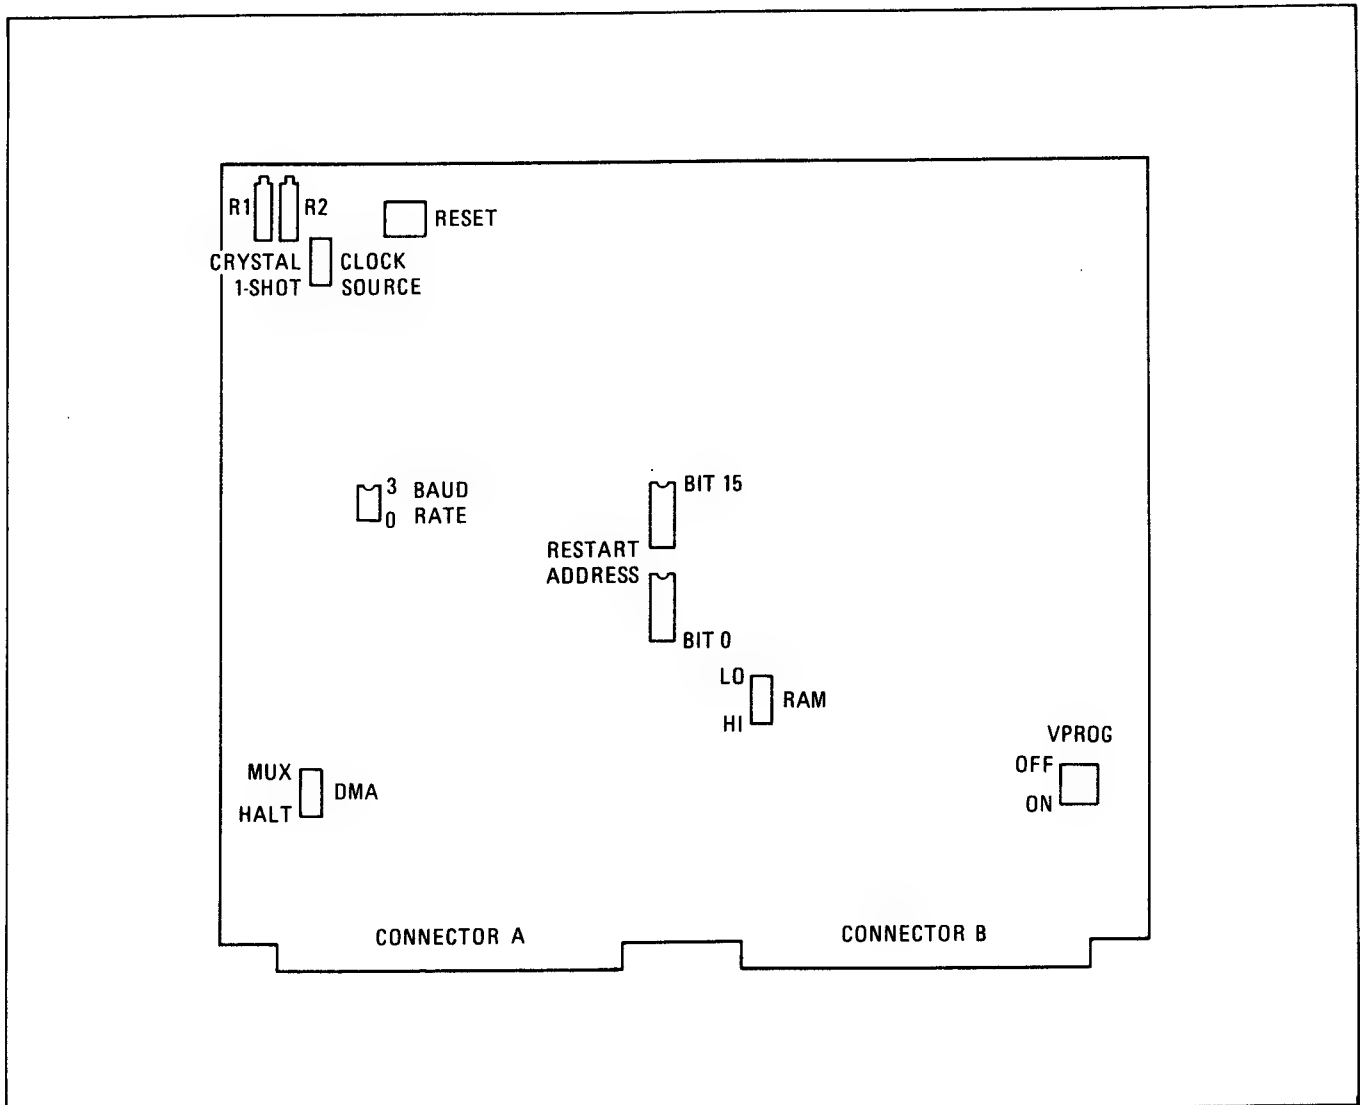 R1
R2
RESET
CRYSTAL
1-SHOT
CLOCK
SOURCE
3
0
BAUD
RATE
BIT 15
RESTART
ADDRESS
BIT 0
LO
HI
RAM
VPROG
OFF
ON
MUX
HALT
DMA
CONNECTOR A
CONNECTOR B